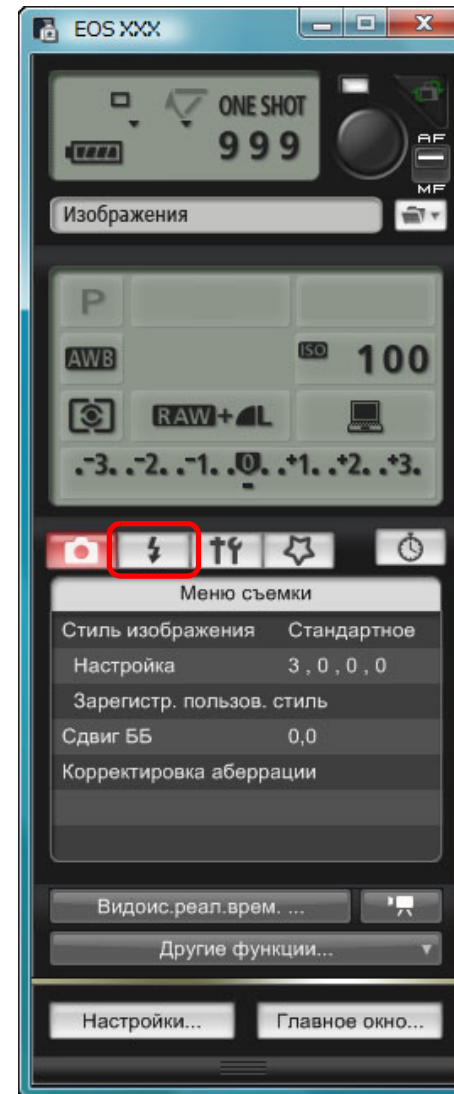 EOS XXX
ONE SHOT
999
AF
MF
Изображения
P
AWB
ISO 100
RAW+L
.-3. .-2. .-1. .0. .+1. .+2. .+3.
Меню съемки
Стиль изображения Стандартное
Настройка 3 , 0 , 0 , 0
Зарегистр. пользов. стиль
Сдвиг ББ 0,0
Корректировка аберрации
Видоис.реал.врем. ...
Другие функции...
Настройки... Главное окно...